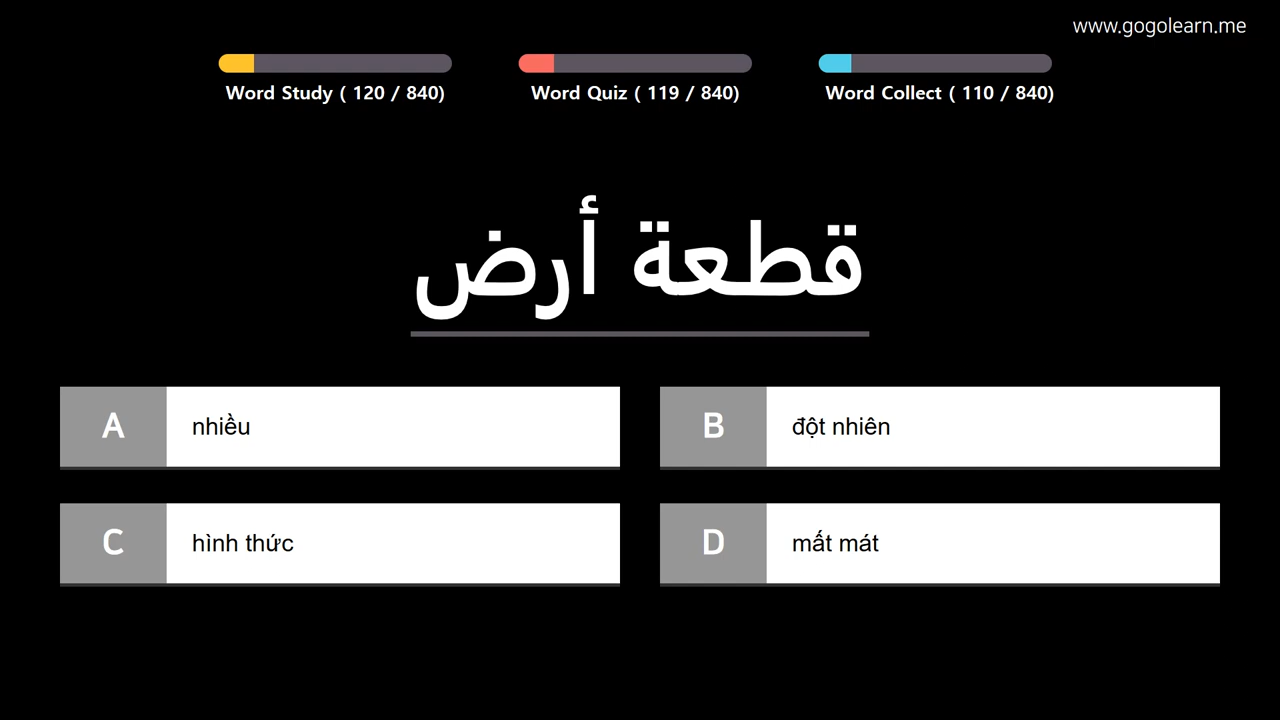 www.gogolearn.me
Word Study ( 120 / 840)
Word Quiz ( 119 / 840)
Word Collect ( 110 / 840)
قطعة أرض
A nhiều
B đột nhiên
C hình thức
D mất mát